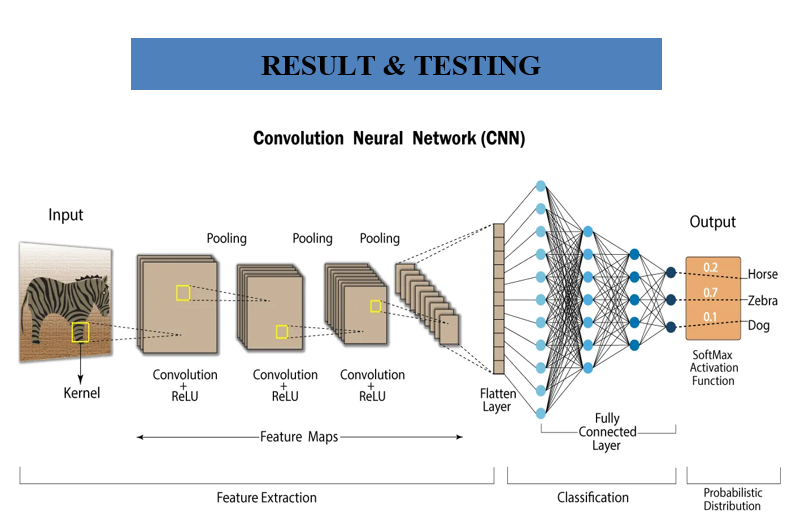 RESULT & TESTING
Convolution Neural Network (CNN)
Input
Pooling
Pooling
Pooling
Output
0.2
Horse
0.7
Zebra
0.1
Dog
Kernel
Convolution
+
ReLU
Convolution
+
ReLU
Convolution
+
ReLU
Flatten
Layer
SoftMax
Activation
Function
Fully
Connected
Layer
Feature Maps
Feature Extraction
Classification
Probabilistic
Distribution